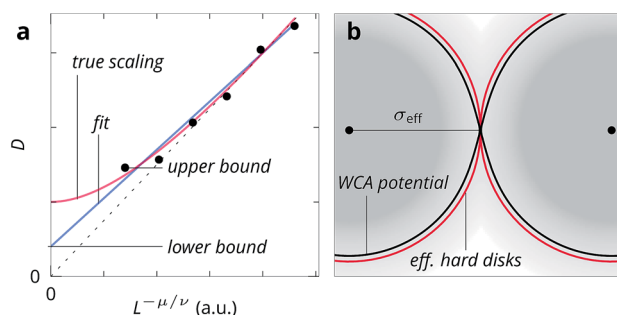 a
true scaling
fit
D
upper bound
lower bound
0
0
L^{−μ/ν} (a.u.)
b
σ_eff
WCA potential
eff. hard disks